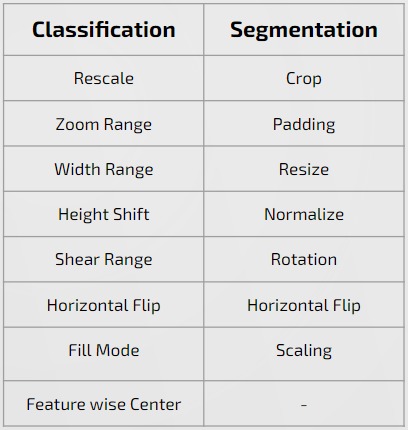 Classification Segmentation
Rescale Crop
Zoom Range Padding
Width Range Resize
Height Shift Normalize
Shear Range Rotation
Horizontal Flip Horizontal Flip
Fill Mode Scaling
Feature wise Center -